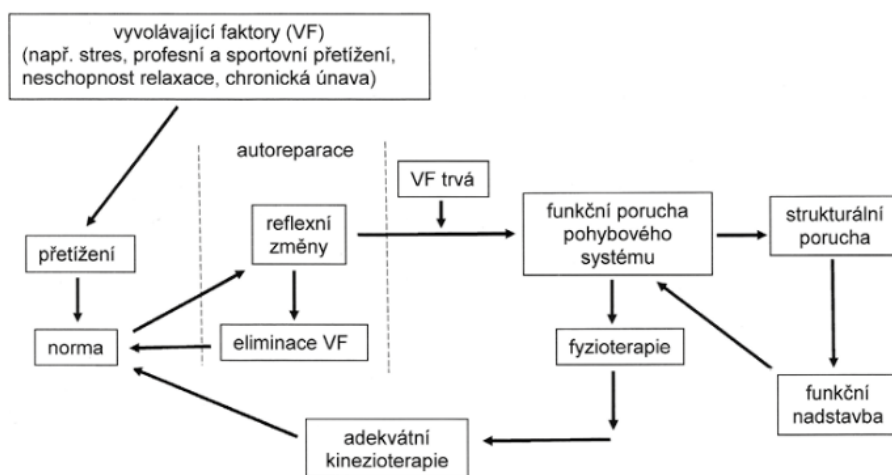 vyvolávající faktory (VF)
(např. stres, profesní a sportovní přetížení,
neschopnost relaxace, chronická únava)
autoreparace
VF trvá
reflexní
změny
funkční porucha
pohybového
systému
strukturální
porucha
přetížení
norma
eliminace VF
fyzioterapie
funkční
nadstavba
adekvátní
kinezioterapie